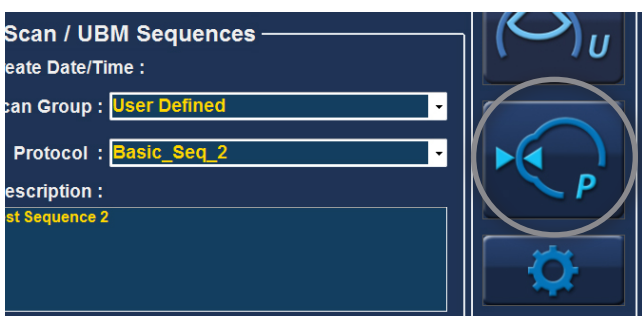 Scan / UBM Sequences
eate Date/Time :
can Group : User Defined
Protocol : Basic_Seq_2
escription :
st Sequence 2
U
P